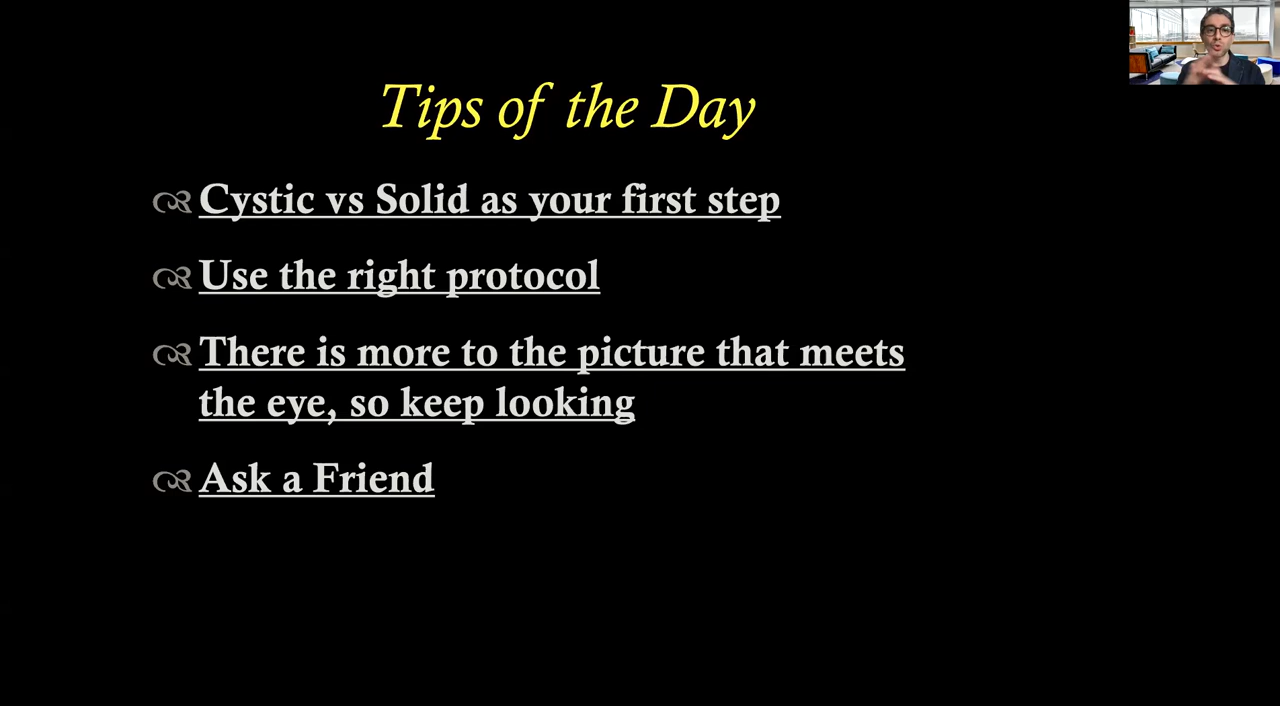 Tips of the Day
Cystic vs Solid as your first step
Use the right protocol
There is more to the picture that meets
the eye, so keep looking
Ask a Friend